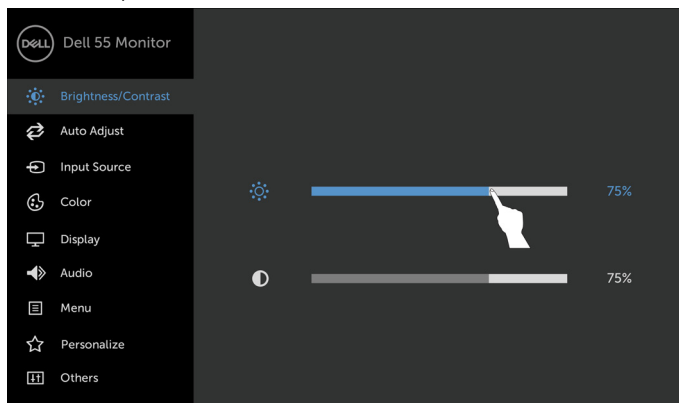 DELL Dell 55 Monitor
Brightness/Contrast
Auto Adjust
Input Source
Color
75%
Display
Audio
75%
Menu
Personalize
Others